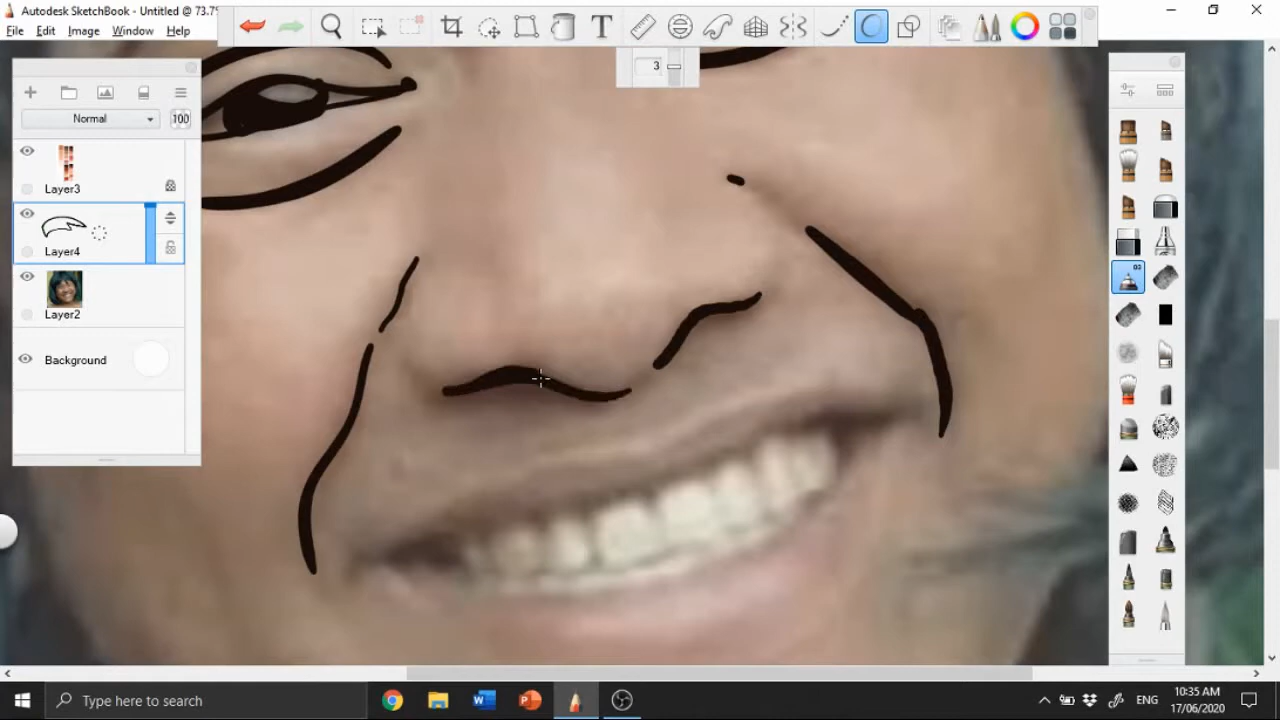 Autodesk SketchBook - Untitled @ 73.7%
File Edit Image Window Help
3
Normal 100
Layer3
Layer4
Layer2
Background
03
Type here to search
ENG
10:35 AM
17/06/2020